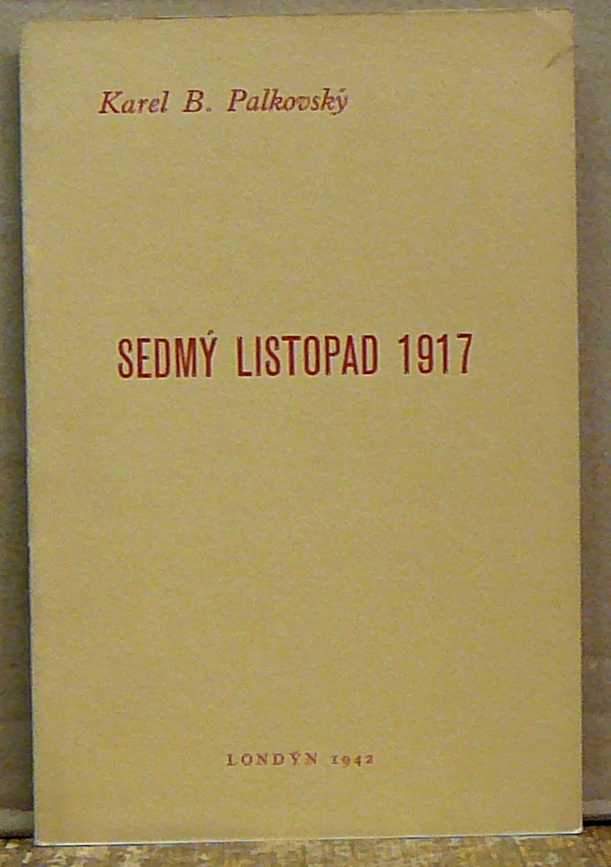 Karel B. Palkovský
SEDMÝ LISTOPAD 1917
LONDÝN 1942